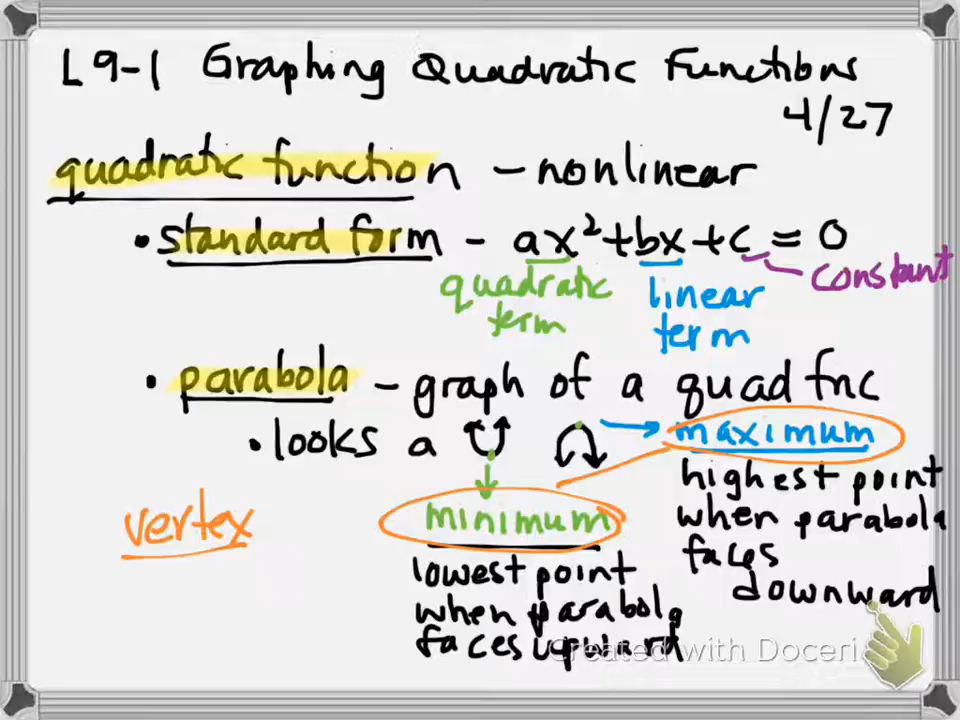 L 9-1 Graphing Quadratic Functions
4/27
quadratic function - nonlinear
• standard form - ax² + bx + c = 0
constant
quadratic term
linear term
• parabola - graph of a quad fnc
• looks a
maximum
highest point
when parabola
faces
downward
minimum
lowest point
when parabola
faces upward
vertex
Created with Doceri